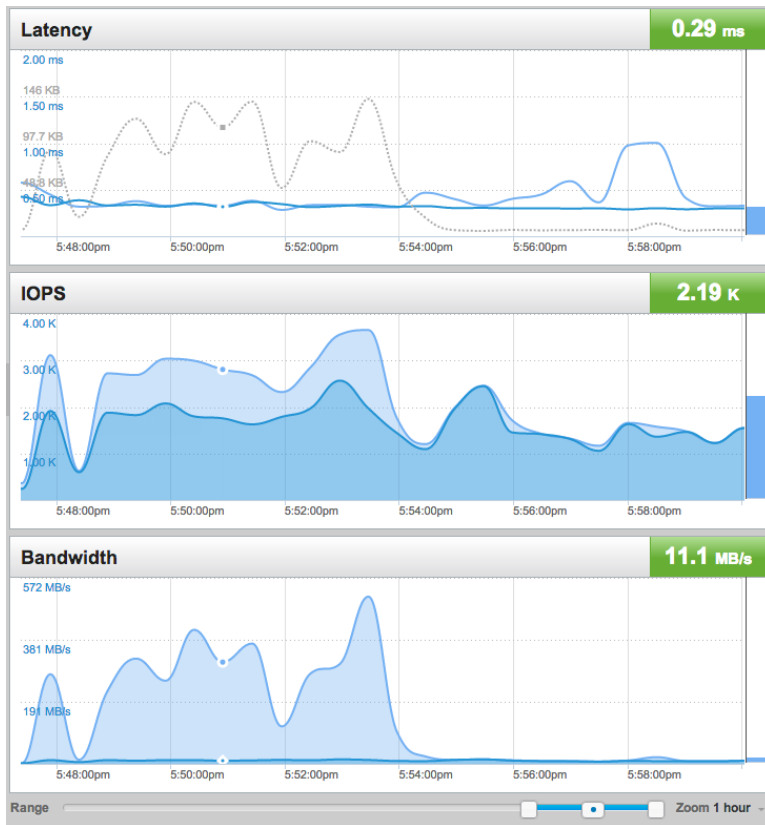 Latency
0.29 ms
2.00 ms
146 KB
1.50 ms
97.7 KB
1.00 ms
48.8 KB
0.50 ms
5:48:00pm 5:50:00pm 5:52:00pm 5:54:00pm 5:56:00pm 5:58:00pm
IOPS
2.19 K
4.00 K
3.00 K
2.00 K
1.00 K
5:48:00pm 5:50:00pm 5:52:00pm 5:54:00pm 5:56:00pm 5:58:00pm
Bandwidth
11.1 MB/s
572 MB/s
381 MB/s
191 MB/s
5:48:00pm 5:50:00pm 5:52:00pm 5:54:00pm 5:56:00pm 5:58:00pm
Range
Zoom 1 hour